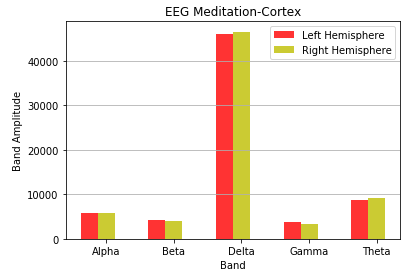 EEG Meditation-Cortex
Left Hemisphere
Right Hemisphere
Band Amplitude
40000
30000
20000
10000
0
Alpha Beta Delta Gamma Theta
Band